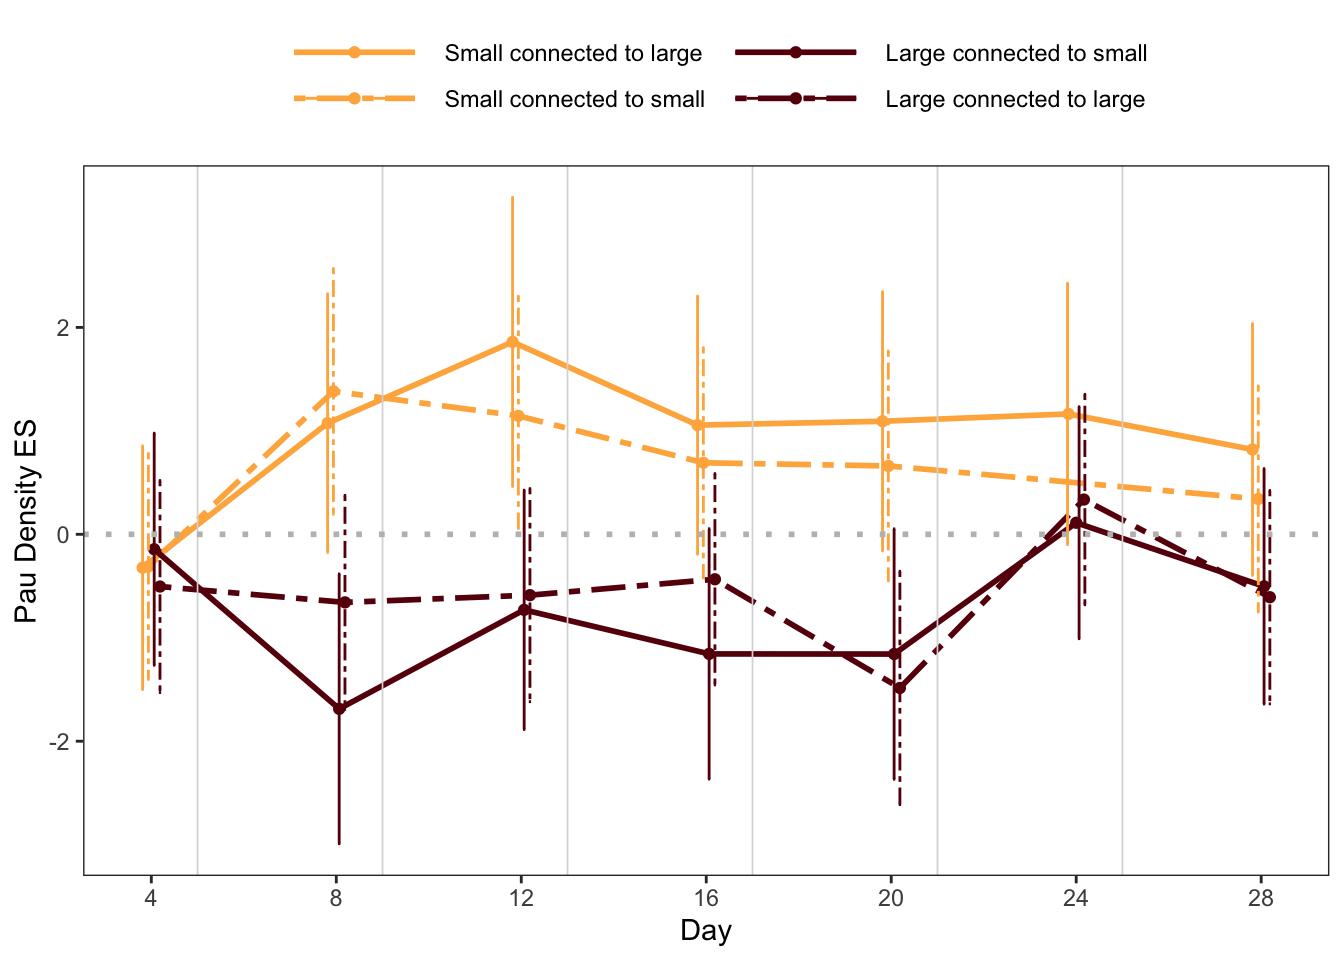 Small connected to large
Large connected to small
Small connected to small
Large connected to large
Pau Density ES
2
0
-2
4 8 12 16 20 24 28
Day